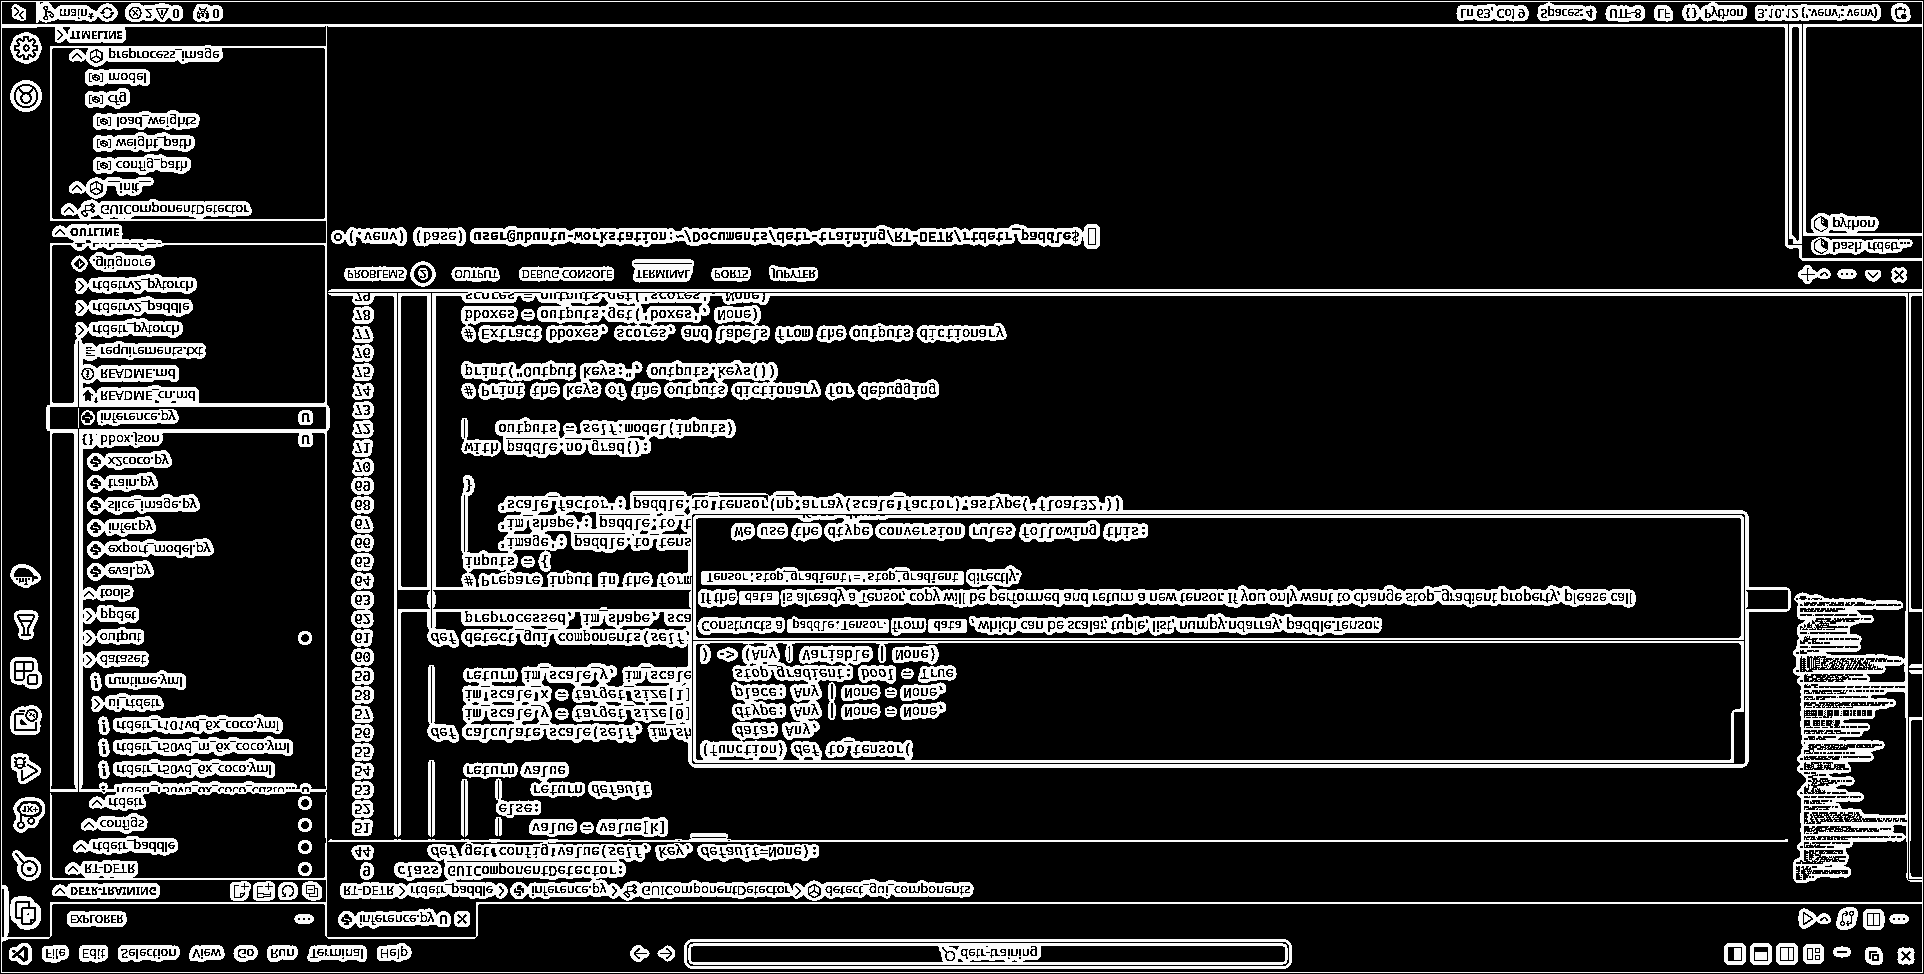 File Edit Selection View Go Run Terminal Help
detr-training
EXPLORER
inference.py U
DETR-TRAINING
RT-DETR
rtdetr_paddle
configs
rtdetr
rtdetr_r50vd_6x_coco_custo...
! rtdetr_r50vd_6x_coco.yml
! rtdetr_r50vd_m_6x_coco.yml
! rtdetr_r101vd_6x_coco.yml
ui_rtdetr
! runtime.yml
dataset
output
ppdet
tools
eval.py
export_model.py
infer.py
slice_image.py
train.py
x2coco.py
{} bbox.json U
inference.py U
README_cn.md
README.md
requirements.txt
rtdetr_pytorch
rtdetrv2_paddle
rtdetrv2_pytorch
.gitignore
OUTLINE
GUIComponentDetector
__init__
config_path
weight_path
load_weights
cfg
model
preprocess_image
TIMELINE
RT-DETR > rtdetr_paddle > inference.py > GUIComponentDetector > detect_gui_components
9 class GUIComponentDetector:
44 def get_config_value(self, key, default=None):
51 value = value[k]
52 else:
53 return default
54 return value
55
56 def calculate_scale(self, im_sh
57 im_scale_y = target_size[0]
58 im_scale_x = target_size[1]
59 return im_scale_y, im_scale
60
61 def detect_gui_components(self,
62 preprocessed, im_shape, sca
63
64 # Prepare input in the form
65 inputs = {
66 'image': paddle.to_tens
67 'im_shape': paddle.to_t
68 'scale_factor': paddle.to_tensor(np.array(scale_factor).astype('float32'))
69 }
70
71 with paddle.no_grad():
72 outputs = self.model(inputs)
73
74 # Print the keys of the outputs dictionary for debugging
75 print("Output keys:", outputs.keys())
76
77 # Extract bboxes, scores, and labels from the outputs dictionary
78 bboxes = outputs.get('boxes', None)
79 scores = outputs.get('scores', None)
(function) def to_tensor(
data: Any,
dtype: Any | None = None,
place: Any | None = None,
stop_gradient: bool = True
) -> (Any | Variable | None)
Constructs a paddle.Tensor from data , which can be scalar, tuple, list, numpy.ndarray, paddle.Tensor.
If the data is already a Tensor, copy will be performed and return a new tensor. If you only want to change stop_gradient property, please call
Tensor.stop_gradient = stop_gradient directly.
We use the dtype conversion rules following this:
PROBLEMS 2 OUTPUT DEBUG CONSOLE TERMINAL PORTS JUPYTER
(.venv) (base) user@ubuntu-workstation:~/Documents/detr-training/RT-DETR/rtdetr_paddle$
bash rtdetr...
python
main* 2 0 0 Ln 63, Col 9 Spaces: 4 UTF-8 LF {} Python 3.10.12 ('.venv': venv)